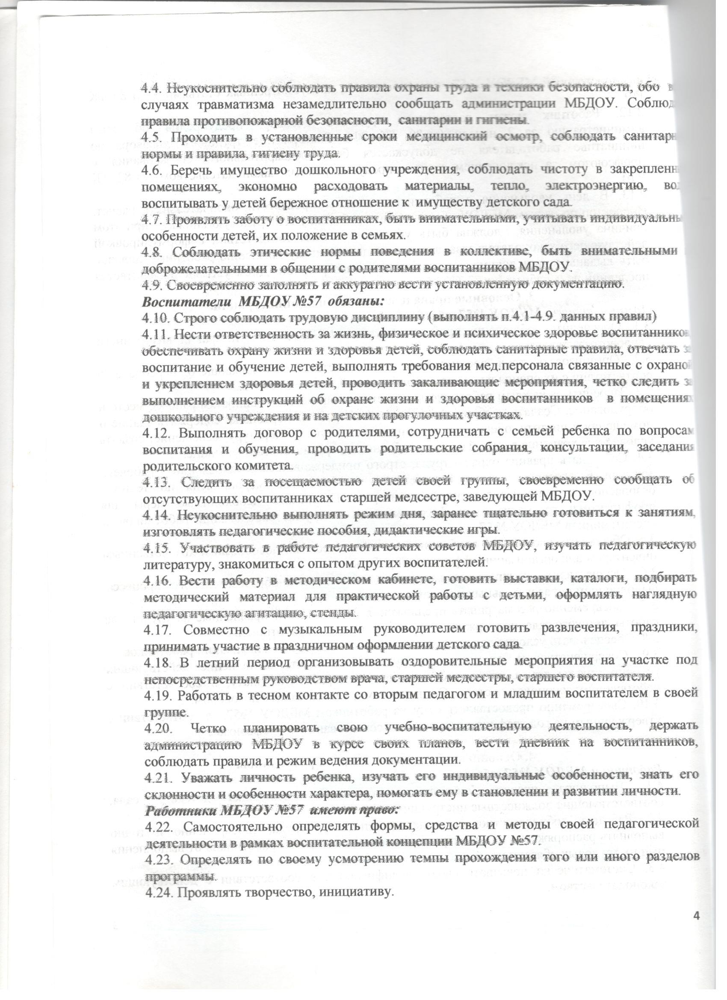 4.4. Неукоснительно соблюдать правила охраны труда и техники безопасности, обо
случаях травматизма незамедлительно сообщать администрации МБДОУ. Соблюд
правила противопожарной безопасности, санитарии и гигиены.
4.5. Проходить в установленные сроки медицинский осмотр, соблюдать санитарн
нормы и правила, гигиену труда.
4.6. Беречь имущество дошкольного учреждения, соблюдать чистоту в закрепленн
помещениях, экономно расходовать материалы, тепло, электроэнергию, во
воспитывать у детей бережное отношение к имуществу детского сада.
4.7. Проявлять заботу о воспитанниках, быть внимательными, учитывать индивидуальны
особенности детей, их положение в семьях.
4.8. Соблюдать этические нормы поведения в коллективе, быть внимательными
доброжелательными в общении с родителями воспитанников МБДОУ.
4.9. Своевременно заполнять и аккуратно вести установленную документацию.
Воспитатели МБДОУ №57 обязаны:
4.10. Строго соблюдать трудовую дисциплину (выполнять п.4.1-4.9. данных правил)
4.11. Нести ответственность за жизнь, физическое и психическое здоровье воспитаннико
обеспечивать охрану жизни и здоровья детей, соблюдать санитарные правила, отвечать за
воспитание и обучение детей, выполнять требования мед.персонала связанные с охраной
и укреплением здоровья детей, проводить закаливающие мероприятия, четко следить за
выполнением инструкций об охране жизни и здоровья воспитанников в помещениях
дошкольного учреждения и на детских прогулочных участках.
4.12. Выполнять договор с родителями, сотрудничать с семьей ребенка по вопросам
воспитания и обучения, проводить родительские собрания, консультации, заседания
родительского комитета.
4.13. Следить за посещаемостью детей своей группы, своевременно сообщать об
отсутствующих воспитанниках старшей медсестре, заведующей МБДОУ.
4.14. Неукоснительно выполнять режим дня, заранее тщательно готовиться к занятиям,
изготовлять педагогические пособия, дидактические игры.
4.15. Участвовать в работе педагогических советов МБДОУ, изучать педагогическую
литературу, знакомиться с опытом других воспитателей.
4.16. Вести работу в методическом кабинете, готовить выставки, каталоги, подбирать
методический материал для практической работы с детьми, оформлять наглядную
педагогическую агитацию, стенды.
4.17. Совместно с музыкальным руководителем готовить развлечения, праздники,
принимать участие в праздничном оформлении детского сада.
4.18. В летний период организовывать оздоровительные мероприятия на участке под
непосредственным руководством врача, старшей медсестры, старшего воспитателя.
4.19. Работать в тесном контакте со вторым педагогом и младшим воспитателем в своей
группе.
4.20. Четко планировать свою учебно-воспитательную деятельность, держать
администрацию МБДОУ в курсе своих планов, вести дневник на воспитанников,
соблюдать правила и режим ведения документации.
4.21. Уважать личность ребенка, изучать его индивидуальные особенности, знать его
склонности и особенности характера, помогать ему в становлении и развитии личности.
Работники МБДОУ №57 имеют право:
4.22. Самостоятельно определять формы, средства и методы своей педагогической
деятельности в рамках воспитательной концепции МБДОУ №57.
4.23. Определять по своему усмотрению темпы прохождения того или иного разделов
программы.
4.24. Проявлять творчество, инициативу.
4